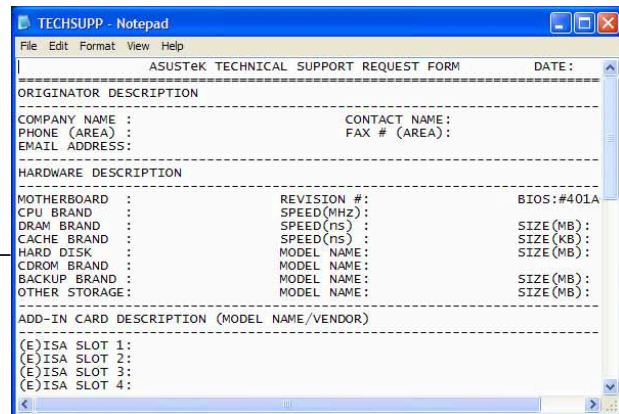 TECHSUPP - Notepad
File Edit Format View Help
ASUSTeK TECHNICAL SUPPORT REQUEST FORM DATE:
ORIGINATOR DESCRIPTION
COMPANY NAME : CONTACT NAME:
PHONE (AREA) : FAX # (AREA):
EMAIL ADDRESS:
HARDWARE DESCRIPTION
MOTHERBOARD : REVISION #: BIOS:#401A
CPU BRAND : SPEED(MHz):
DRAM BRAND : SPEED(ns) : SIZE(MB):
CACHE BRAND : SPEED(ns) : SIZE(KB):
HARD DISK : MODEL NAME: SIZE(MB):
CDROM BRAND : MODEL NAME:
BACKUP BRAND : MODEL NAME: SIZE(MB):
OTHER STORAGE: MODEL NAME: SIZE(MB):
ADD-IN CARD DESCRIPTION (MODEL NAME/VENDOR)
(E)ISA SLOT 1:
(E)ISA SLOT 2:
(E)ISA SLOT 3:
(E)ISA SLOT 4: